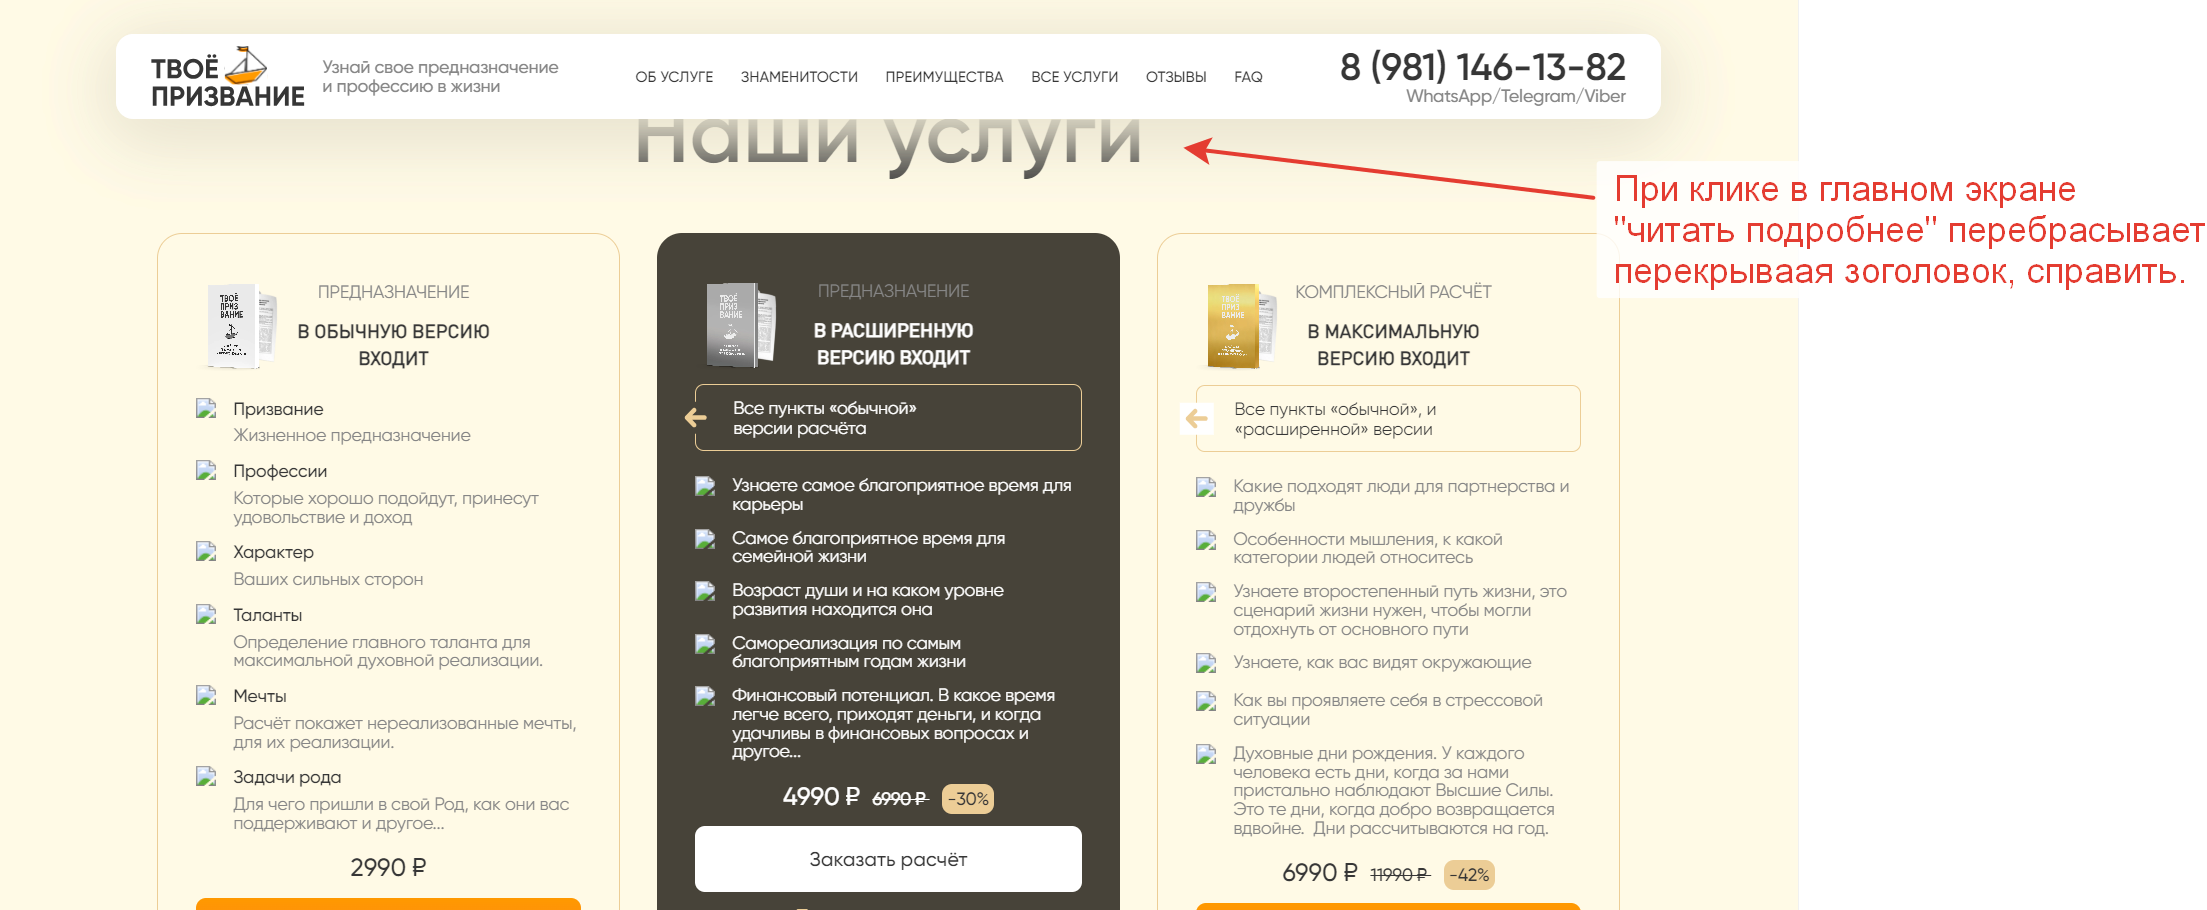 ТВОЁ
ПРИЗВАНИЕ
Узнай свое предназначение
и профессию в жизни
ОБ УСЛУГЕ ЗНАМЕНИТОСТИ ПРЕИМУЩЕСТВА ВСЕ УСЛУГИ ОТЗЫВЫ FAQ
8 (981) 146-13-82
WhatsApp/Telegram/Viber
Наши услуги
При клике в главном экране
"читать подробнее" перебрасывает
перекрываая зоголовок, справить.
ТВОЁ
ПРИЗ
ВАНИЕ
ПРЕДНАЗНАЧЕНИЕ
В ОБЫЧНУЮ ВЕРСИЮ
ВХОДИТ
Призвание
Жизненное предназначение
Профессии
Которые хорошо подойдут, принесут
удовольствие и доход
Характер
Ваших сильных сторон
Таланты
Определение главного таланта для
максимальной духовной реализации.
Мечты
Расчёт покажет нереализованные мечты,
для их реализации.
Задачи рода
Для чего пришли в свой Род, как они вас
поддерживают и другое...
2990 ₽
ТВОЁ
ПРИЗ
ВАНИЕ
ПРЕДНАЗНАЧЕНИЕ
В РАСШИРЕННУЮ
ВЕРСИЮ ВХОДИТ
Все пункты «обычной»
версии расчёта
Узнаете самое благоприятное время для
карьеры
Самое благоприятное время для
семейной жизни
Возраст души и на каком уровне
развития находится она
Самореализация по самым
благоприятным годам жизни
Финансовый потенциал. В какое время
легче всего, приходят деньги, и когда
удачливы в финансовых вопросах и
другое...
4990 ₽ 6990 ₽ -30%
Заказать расчёт
ТВОЁ
ПРИЗ
ВАНИЕ
КОМПЛЕКСНЫЙ РАСЧЁТ
В МАКСИМАЛЬНУЮ
ВЕРСИЮ ВХОДИТ
Все пункты «обычной», и
«расширенной» версии
Какие подходят люди для партнерства и
дружбы
Особенности мышления, к какой
категории людей относитесь
Узнаете второстепенный путь жизни, это
сценарий жизни нужен, чтобы могли
отдохнуть от основного пути
Узнаете, как вас видят окружающие
Как вы проявляете себя в стрессовой
ситуации
Духовные дни рождения. У каждого
человека есть дни, когда за нами
пристально наблюдают Высшие Силы.
Это те дни, когда добро возвращается
вдвойне. Дни рассчитываются на год.
6990 ₽ 11990 ₽ -42%